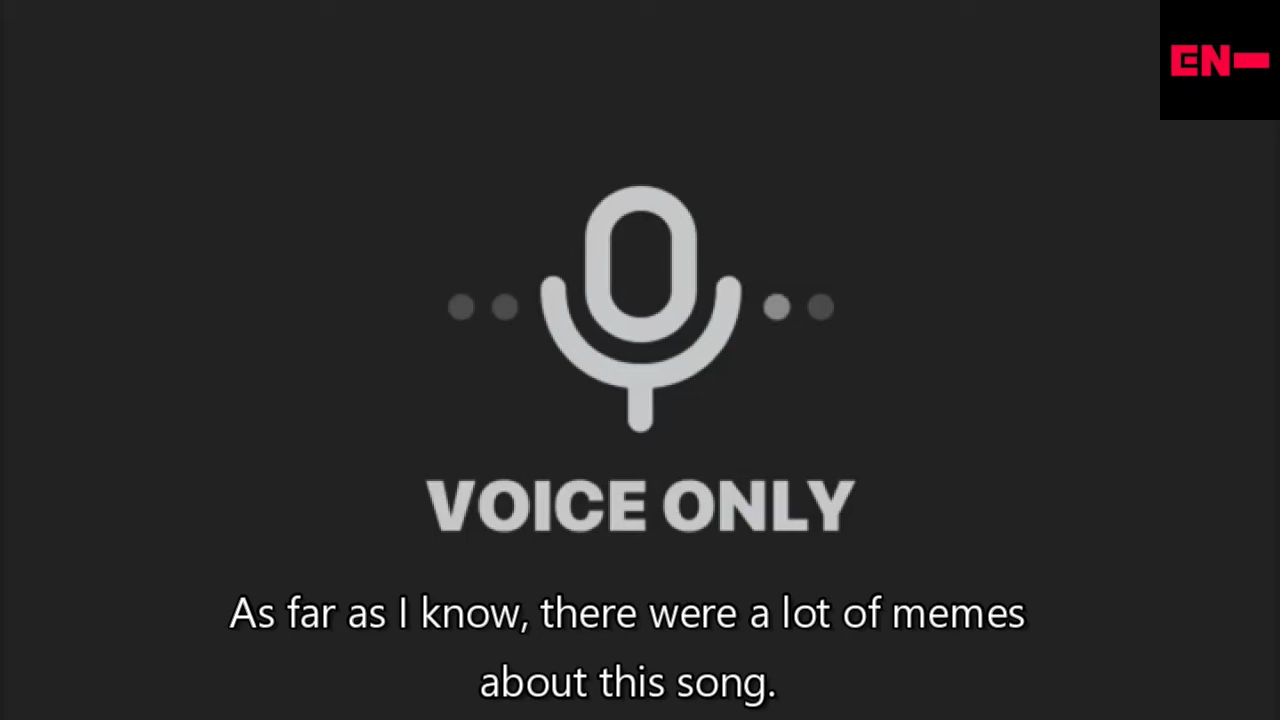 EN-
VOICE ONLY
As far as I know, there were a lot of memes
about this song.